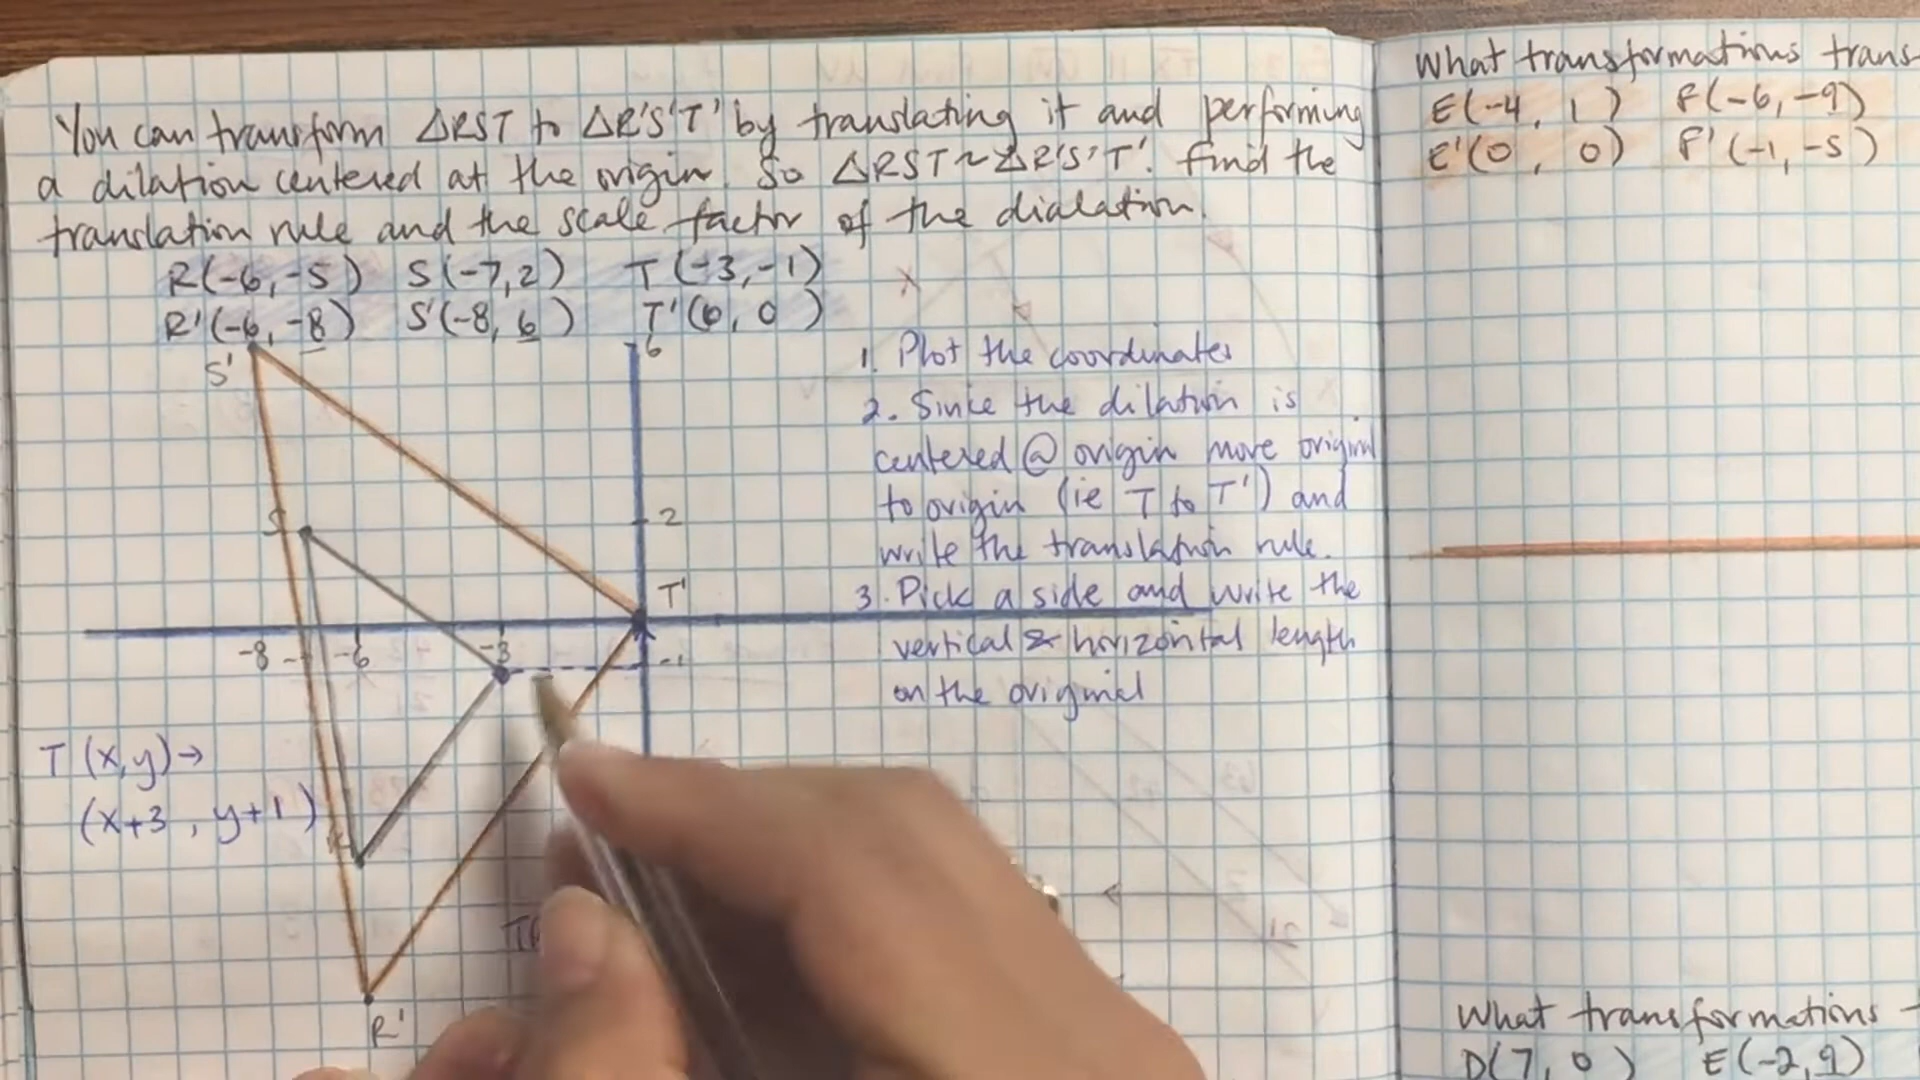 You can transform △RST to △R'S'T' by translating it and performing
a dilation centered at the origin. So △RST ~ △R'S'T'. Find the
translation rule and the scale factor of the dialation.
R(-6,-5) S(-7,2) T(-3,-1)
R'(-6,-8) S'(-8,6) T'(0,0)
S'
6
S
2
T'
-8 -7 -6 -3
-1
R
R'
T(x,y)→
(x+3, y+1)
1. Plot the coordinates
2. Since the dilation is
centered @ origin move original
to origin (ie T to T') and
write the translation rule.
3. Pick a side and write the
vertical & horizontal length
on the original
What transformations trans-
E(-4, 1) F(-6,-9)
E'(0, 0) F'(-1,-5)
What transformations
D(7, 0) E(-2,9)